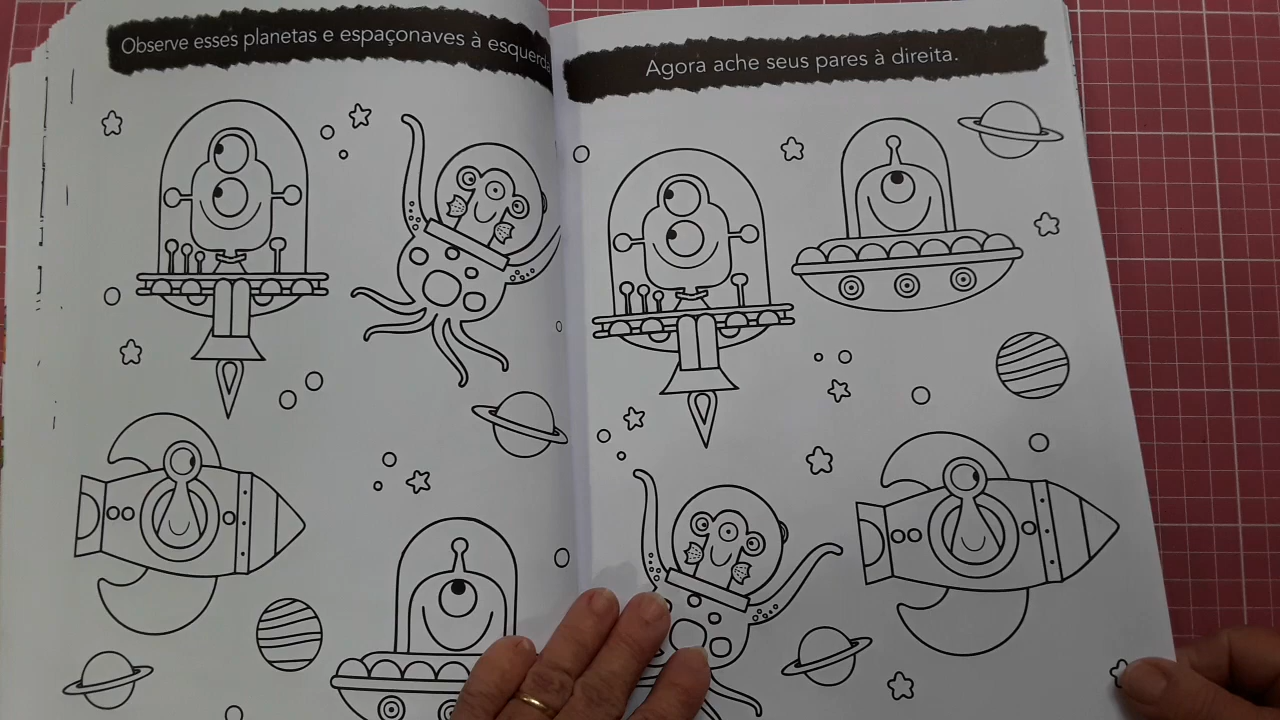 Observe esses planetas e espaçonaves à esquerda
Agora ache seus pares à direita.